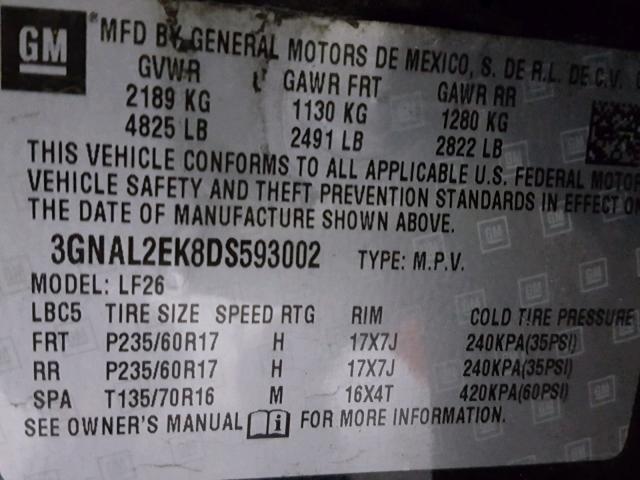 GM MFD BY GENERAL MOTORS DE MEXICO, S. DE R.L. DE C.V.
GVWR GAWR FRT GAWR RR
2189 KG 1130 KG 1280 KG
4825 LB 2491 LB 2822 LB
THIS VEHICLE CONFORMS TO ALL APPLICABLE U.S. FEDERAL MOTOR
VEHICLE SAFETY AND THEFT PREVENTION STANDARDS IN EFFECT ON
THE DATE OF MANUFACTURE SHOWN ABOVE.
3GNAL2EK8DS593002 TYPE: M.P.V.
MODEL: LF26
LBC5 TIRE SIZE SPEED RTG RIM COLD TIRE PRESSURE
FRT P235/60R17 H 17X7J 240KPA(35PSI)
RR P235/60R17 H 17X7J 240KPA(35PSI)
SPA T135/70R16 M 16X4T 420KPA(60PSI)
SEE OWNER'S MANUAL FOR MORE INFORMATION.